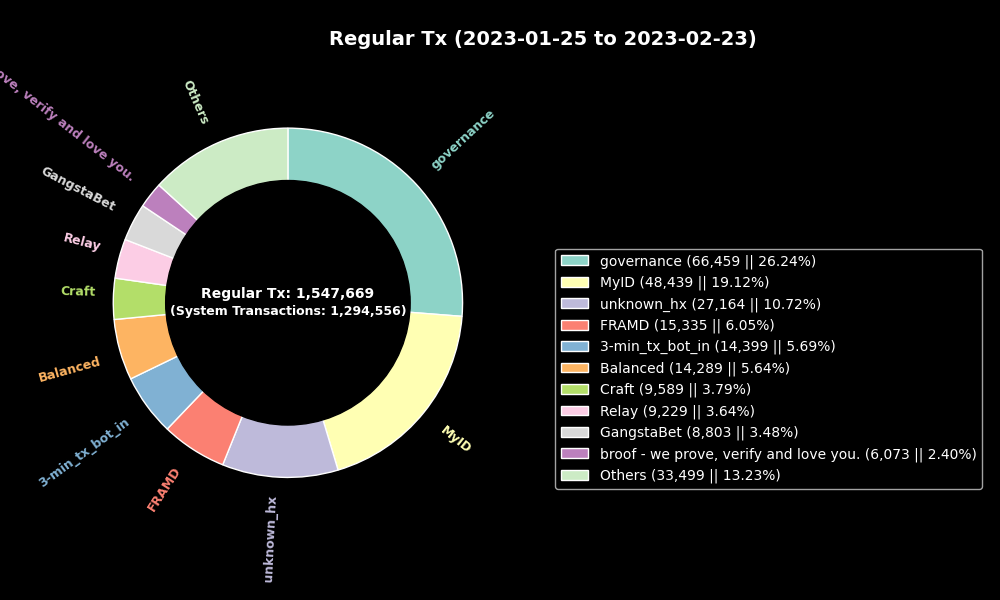 Regular Tx (2023-01-25 to 2023-02-23)
governance
Others
ove, verify and love you.
GangstaBet
Relay
Craft
Balanced
3-min_tx_bot_in
FRAMD
unknown_hx
MyID
Regular Tx: 1,547,669
(System Transactions: 1,294,556)
governance (66,459 || 26.24%)
MyID (48,439 || 19.12%)
unknown_hx (27,164 || 10.72%)
FRAMD (15,335 || 6.05%)
3-min_tx_bot_in (14,399 || 5.69%)
Balanced (14,289 || 5.64%)
Craft (9,589 || 3.79%)
Relay (9,229 || 3.64%)
GangstaBet (8,803 || 3.48%)
broof - we prove, verify and love you. (6,073 || 2.40%)
Others (33,499 || 13.23%)